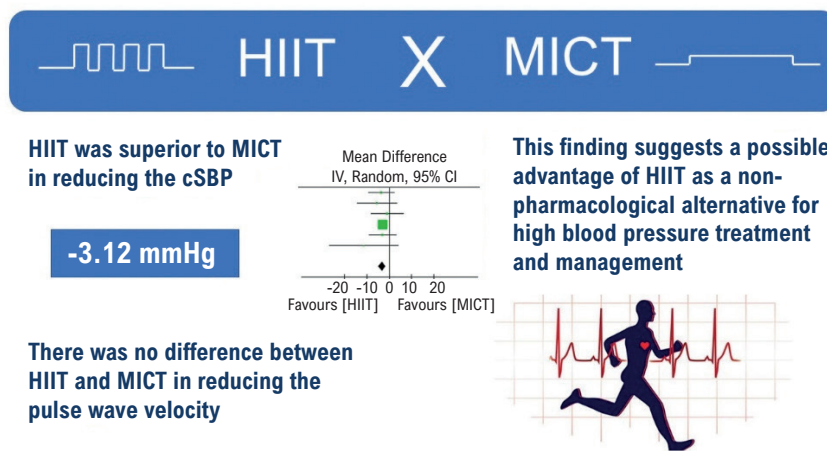 HIIT X MICT
HIIT was superior to MICT
in reducing the cSBP
-3.12 mmHg
There was no difference between
HIIT and MICT in reducing the
pulse wave velocity
Mean Difference
IV, Random, 95% CI
-20 -10 0 10 20
Favours [HIIT] Favours [MICT]
This finding suggests a possible
advantage of HIIT as a non-
pharmacological alternative for
high blood pressure treatment
and management